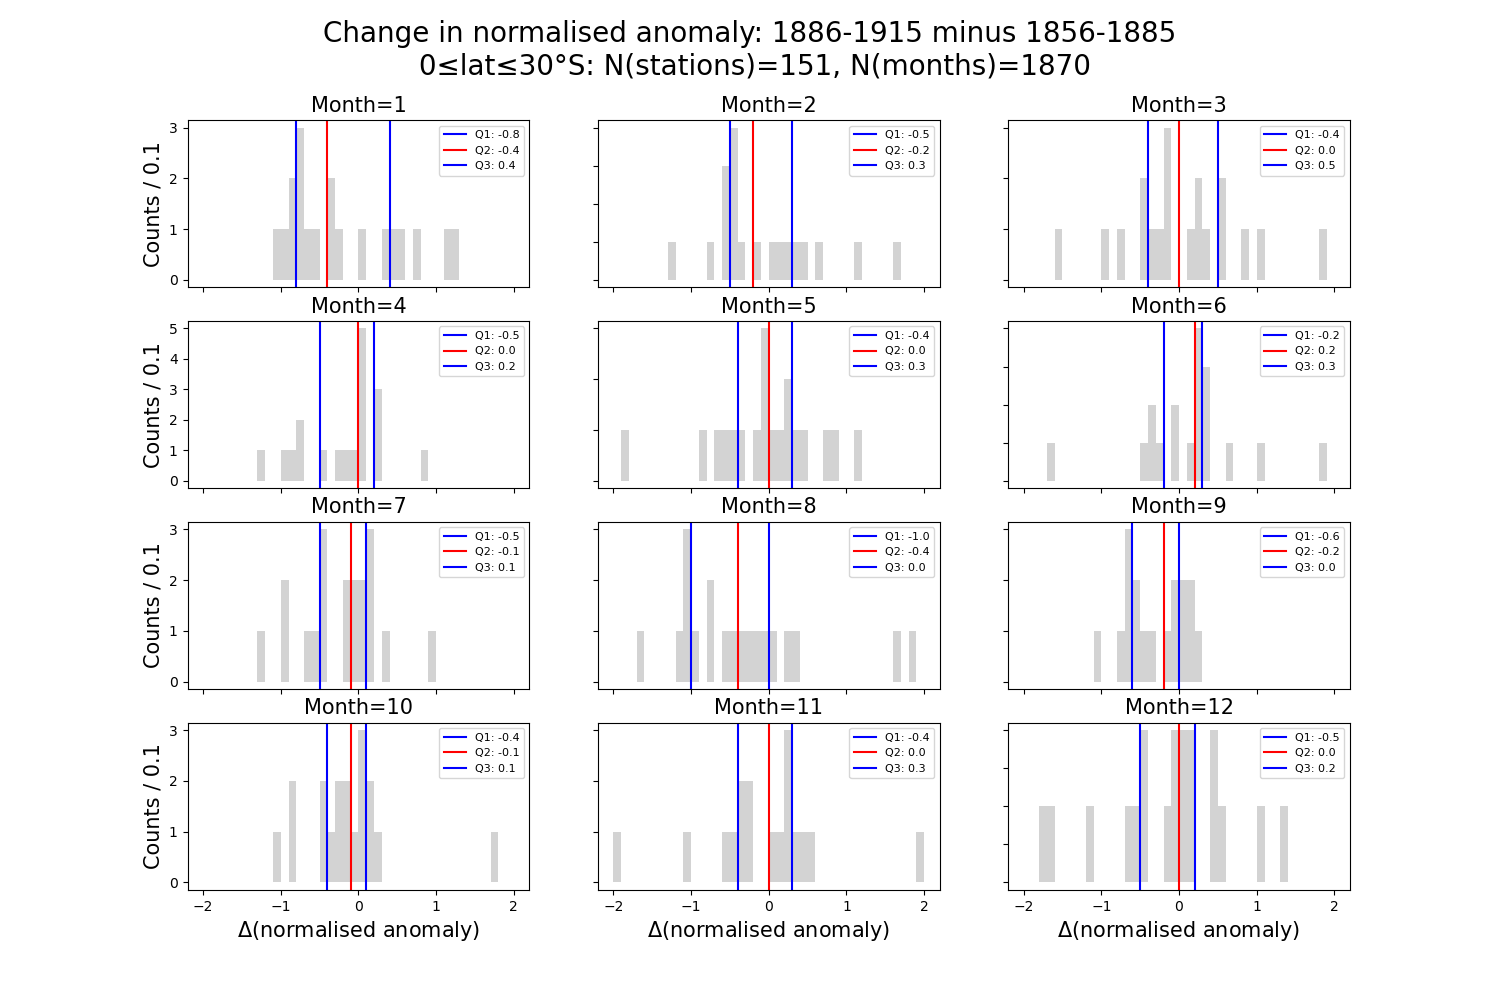 Change in normalised anomaly: 1886-1915 minus 1856-1885
0≤lat≤30°S: N(stations)=151, N(months)=1870
Month=1
Month=2
Month=3
Counts / 0.1
3
2
1
0
Q1: -0.8
Q2: -0.4
Q3: 0.4
Q1: -0.5
Q2: -0.2
Q3: 0.3
Q1: -0.4
Q2: 0.0
Q3: 0.5
Month=4
Month=5
Month=6
Counts / 0.1
5
4
3
2
1
0
Q1: -0.5
Q2: 0.0
Q3: 0.2
Q1: -0.4
Q2: 0.0
Q3: 0.3
Q1: -0.2
Q2: 0.2
Q3: 0.3
Month=7
Month=8
Month=9
Counts / 0.1
3
2
1
0
Q1: -0.5
Q2: -0.1
Q3: 0.1
Q1: -1.0
Q2: -0.4
Q3: 0.0
Q1: -0.6
Q2: -0.2
Q3: 0.0
Month=10
Month=11
Month=12
Counts / 0.1
3
2
1
0
Q1: -0.4
Q2: -0.1
Q3: 0.1
Q1: -0.4
Q2: 0.0
Q3: 0.3
Q1: -0.5
Q2: 0.0
Q3: 0.2
−2 −1 0 1 2
−2 −1 0 1 2
−2 −1 0 1 2
Δ(normalised anomaly)
Δ(normalised anomaly)
Δ(normalised anomaly)